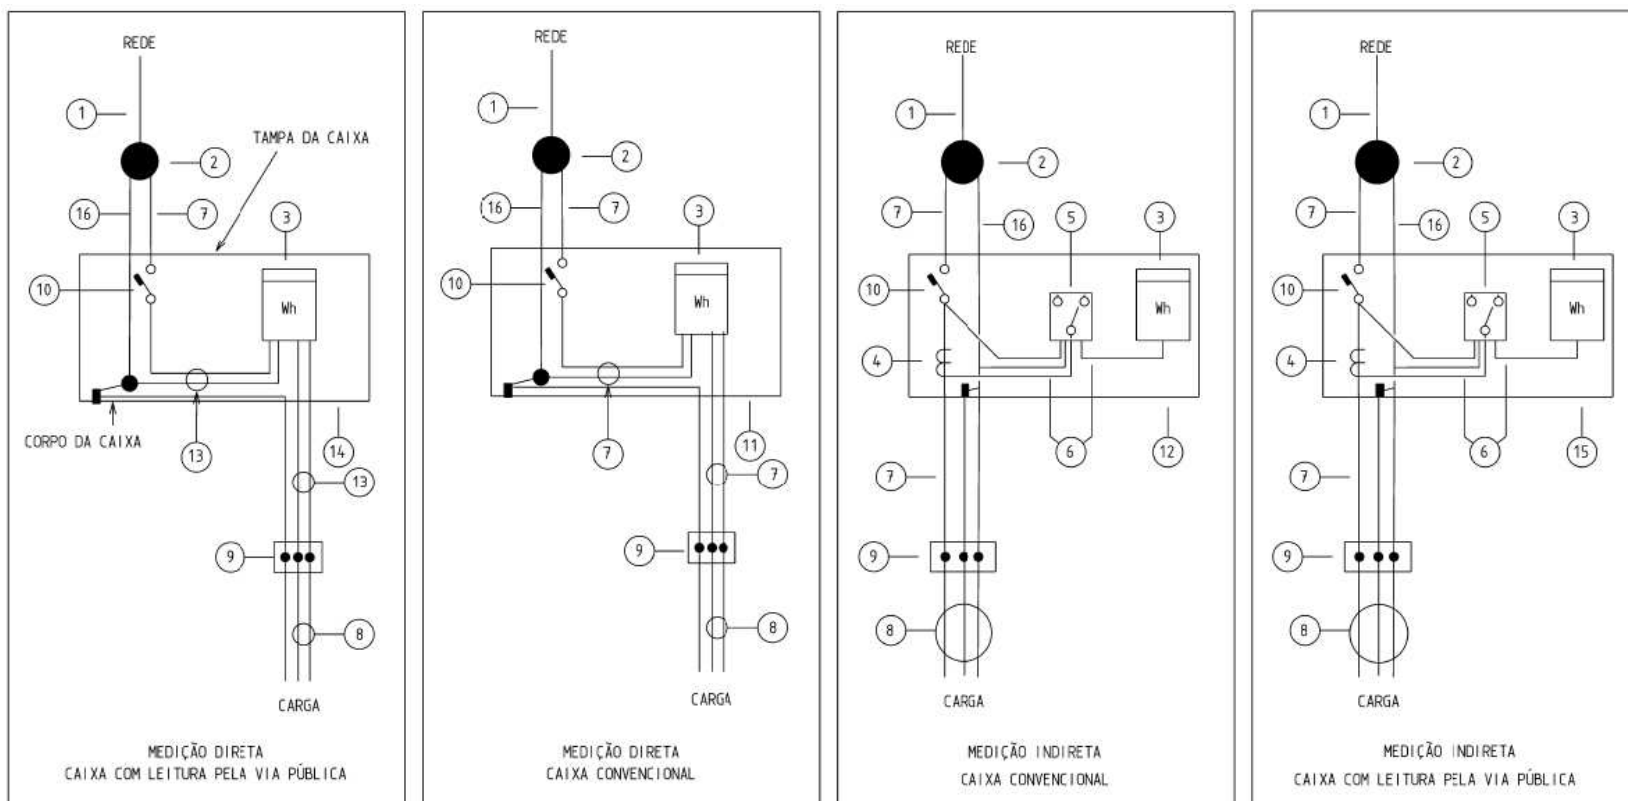 REDE
1
TAMPA DA CAIXA
2
16
7
3
10
Wh
CORPO DA CAIXA
13
14
13
9
8
CARGA
MEDIÇÃO DIRETA
CAIXA COM LEITURA PELA VIA PÚBLICA
REDE
1
2
16
7
3
10
Wh
7
11
7
9
8
CARGA
MEDIÇÃO DIRETA
CAIXA CONVENCIONAL
REDE
1
2
7
16
5
3
10
Wh
4
6
12
7
9
8
CARGA
MEDIÇÃO INDIRETA
CAIXA CONVENCIONAL
REDE
1
2
7
16
5
3
10
Wh
4
6
15
7
9
8
CARGA
MEDIÇÃO INDIRETA
CAIXA COM LEITURA PELA VIA PÚBLICA